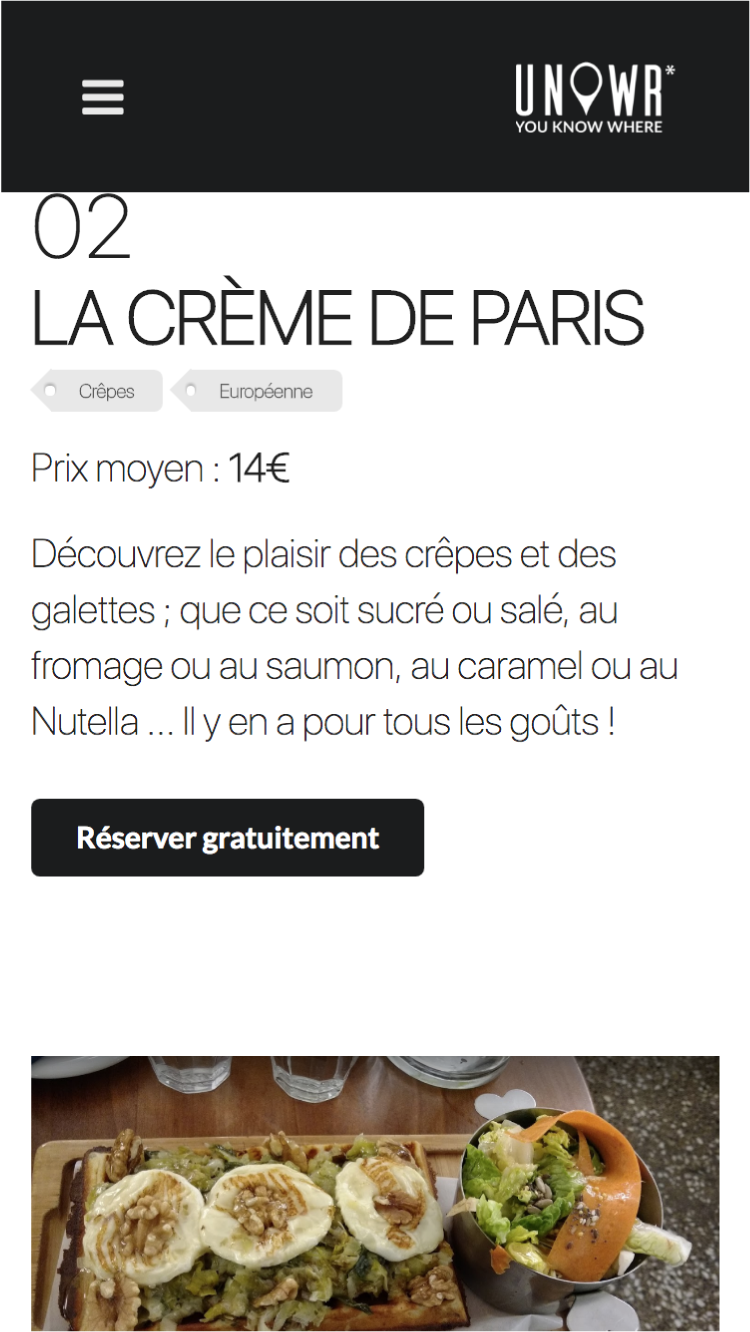 UNOWR*
YOU KNOW WHERE
02
LA CRÈME DE PARIS
Crêpes
Européenne
Prix moyen : 14€
Découvrez le plaisir des crêpes et des
galettes ; que ce soit sucré ou salé, au
fromage ou au saumon, au caramel ou au
Nutella ... Il y en a pour tous les goûts !
Réserver gratuitement